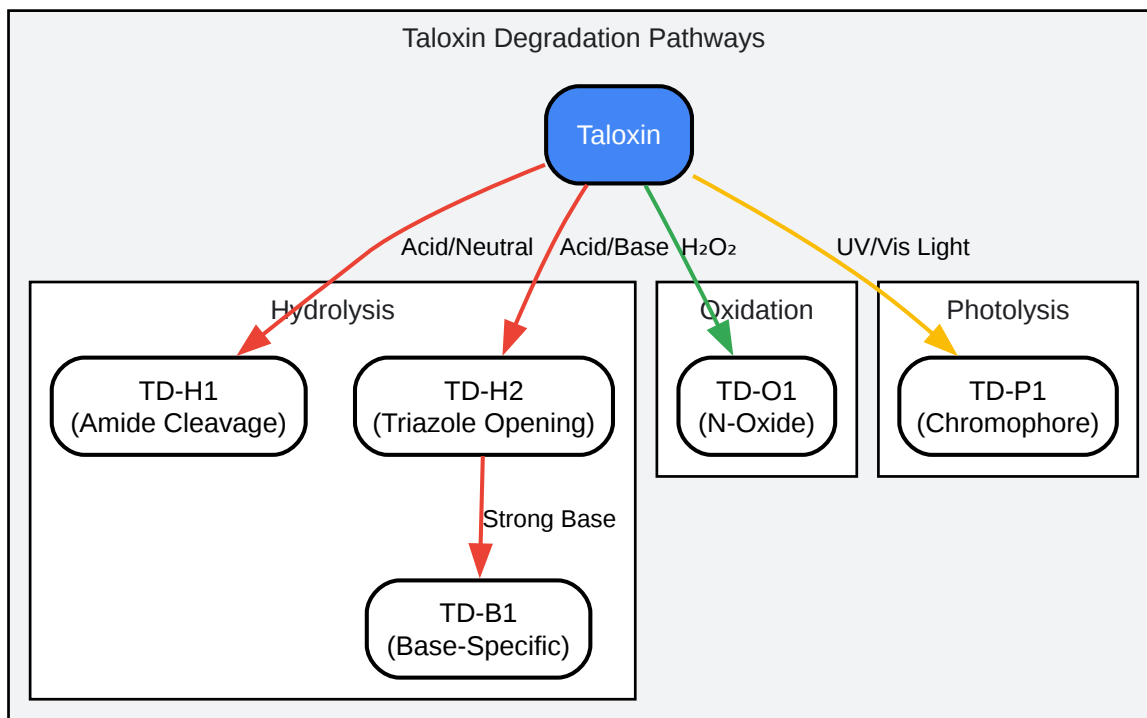 Taloxin Degradation Pathways
Taloxin
Acid/Neutral
Acid/Base
H₂O₂
UV/Vis Light
Hydrolysis
Oxidation
Photolysis
TD-H1
(Amide Cleavage)
TD-H2
(Triazole Opening)
TD-O1
(N-Oxide)
TD-P1
(Chromophore)
Strong Base
TD-B1
(Base-Specific)